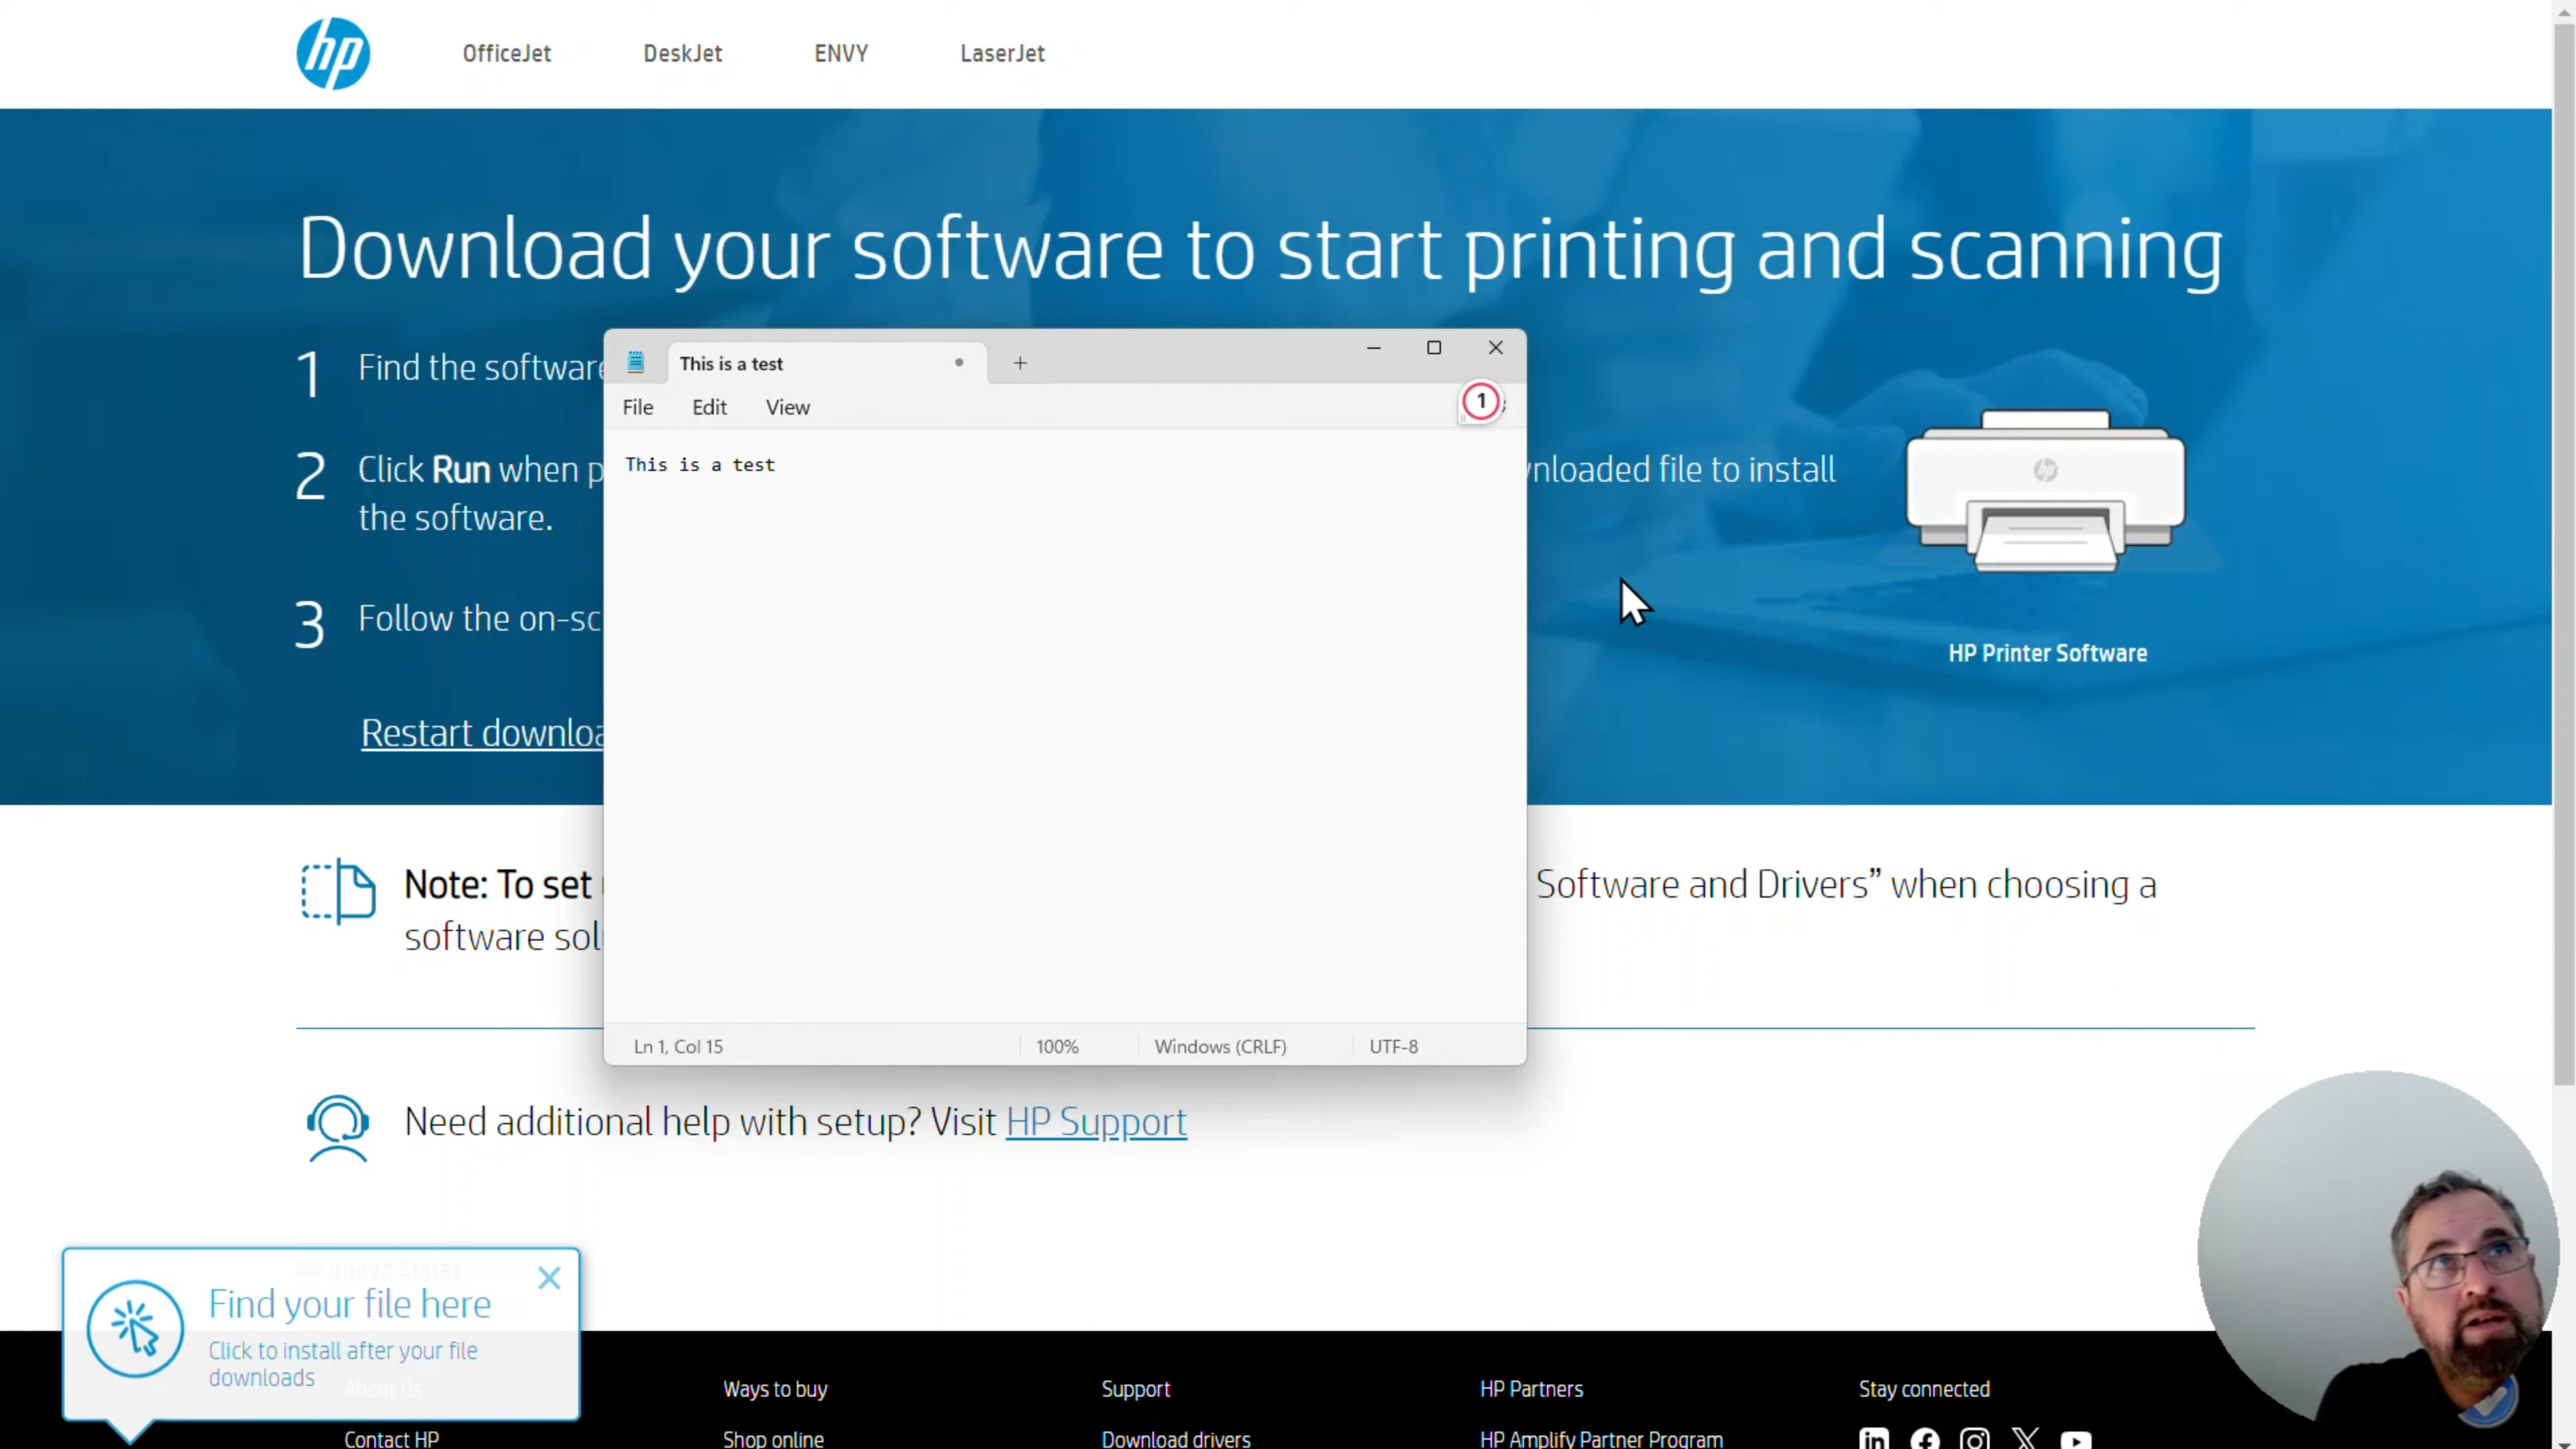 hp
OfficeJet
DeskJet
ENVY
LaserJet
Download your software to start printing and scanning
1 Find the software
2 Click Run when p
nloaded file to install
the software.
3 Follow the on-sc
Restart downloa
HP Printer Software
This is a test
File
Edit
View
1
This is a test
Ln 1, Col 15
100%
Windows (CRLF)
UTF-8
Note: To set
Software and Drivers” when choosing a
software sol
Need additional help with setup? Visit HP Support
United States
Find your file here
Click to install after your file
downloads
About Us
Ways to buy
Support
HP Partners
Stay connected
Contact HP
Shop online
Download drivers
HP Amplify Partner Program